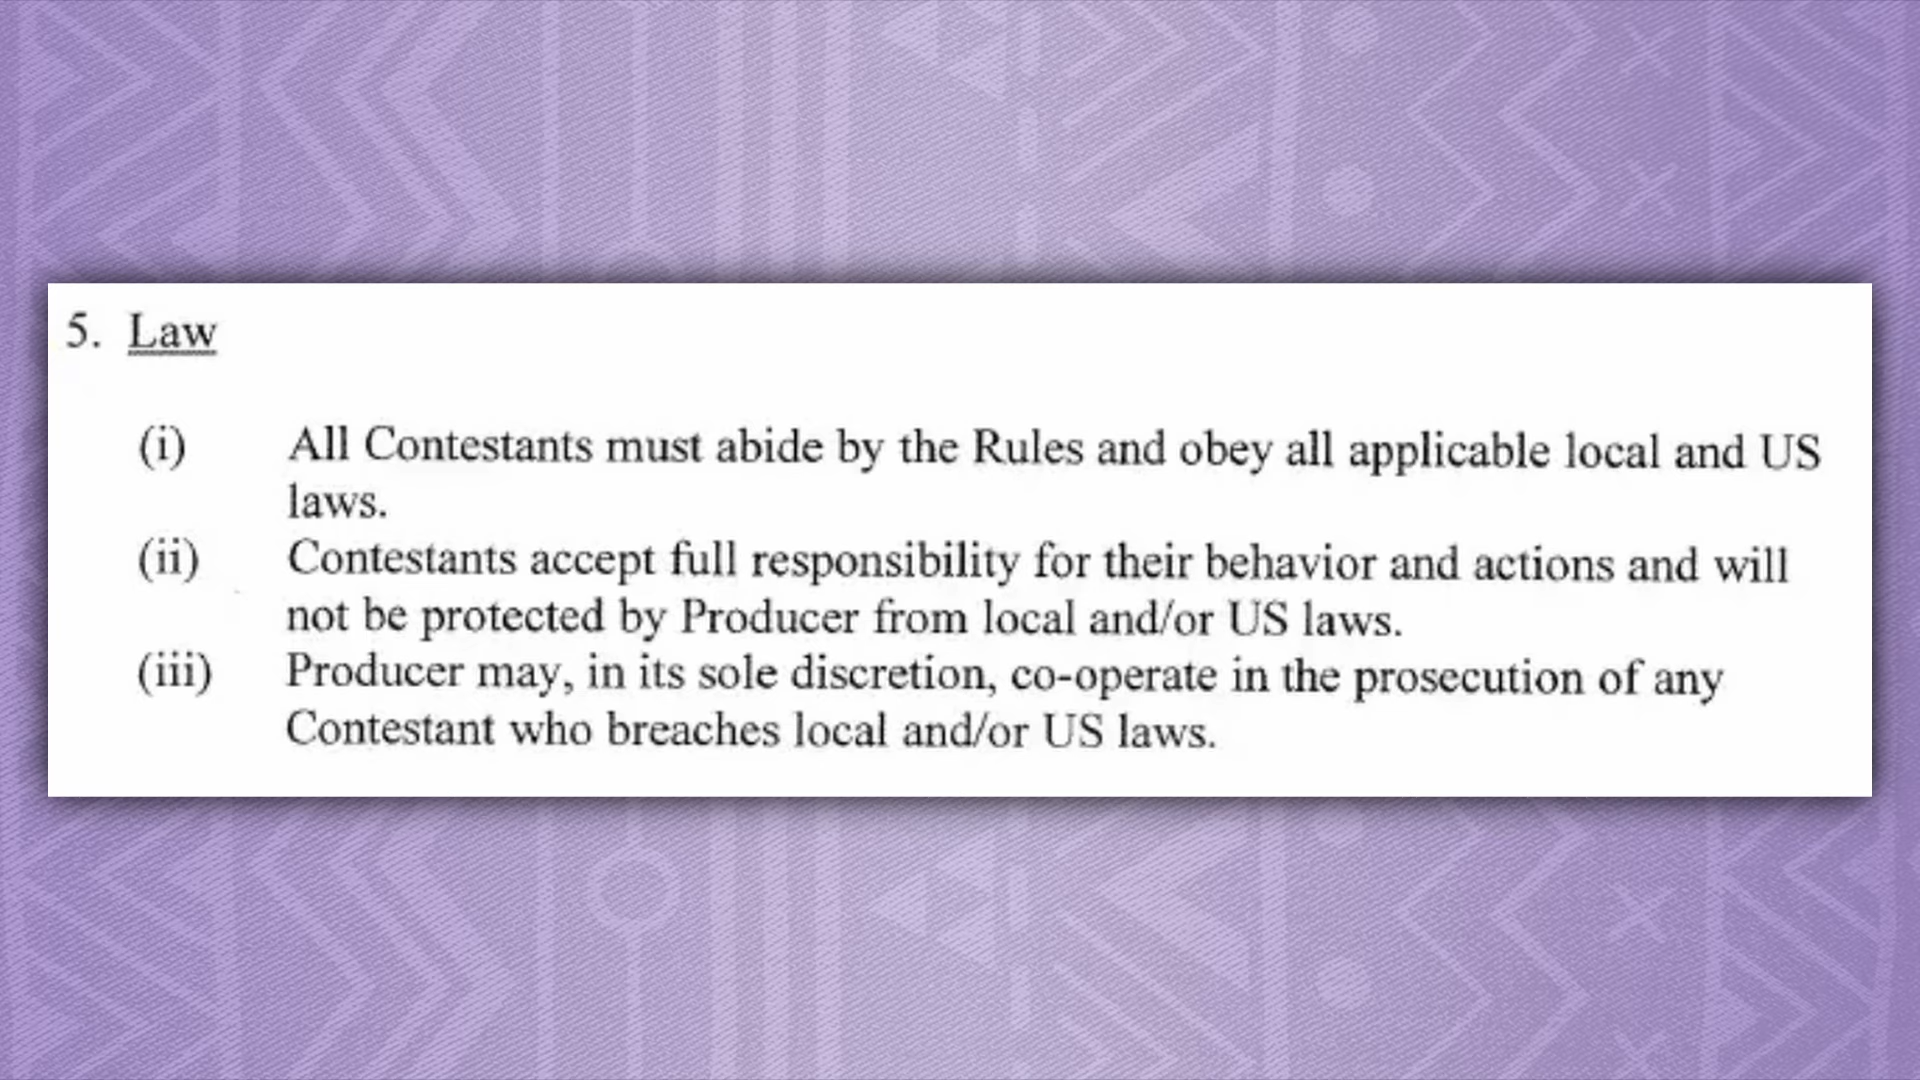 5. Law
(i) All Contestants must abide by the Rules and obey all applicable local and US
laws.
(ii) Contestants accept full responsibility for their behavior and actions and will
not be protected by Producer from local and/or US laws.
(iii) Producer may, in its sole discretion, co-operate in the prosecution of any
Contestant who breaches local and/or US laws.